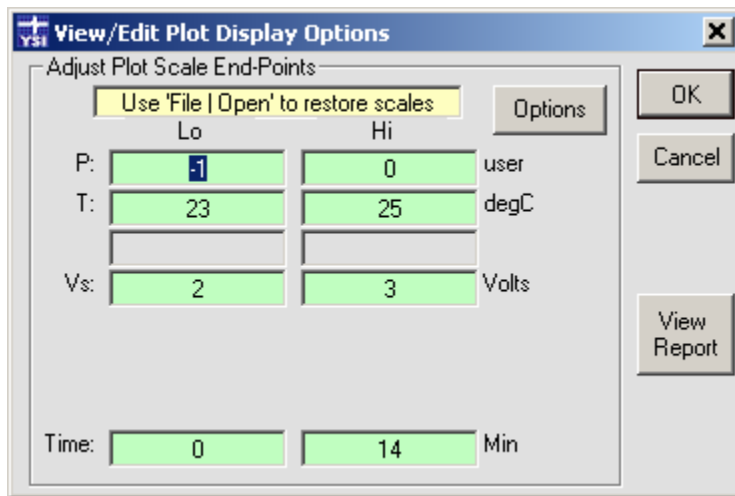 YSI View/Edit Plot Display Options
Adjust Plot Scale End-Points
Use 'File | Open' to restore scales
Options
OK
Lo Hi
P: -1 0 user
Cancel
T: 23 25 degC
Vs: 2 3 Volts
View
Report
Time: 0 14 Min